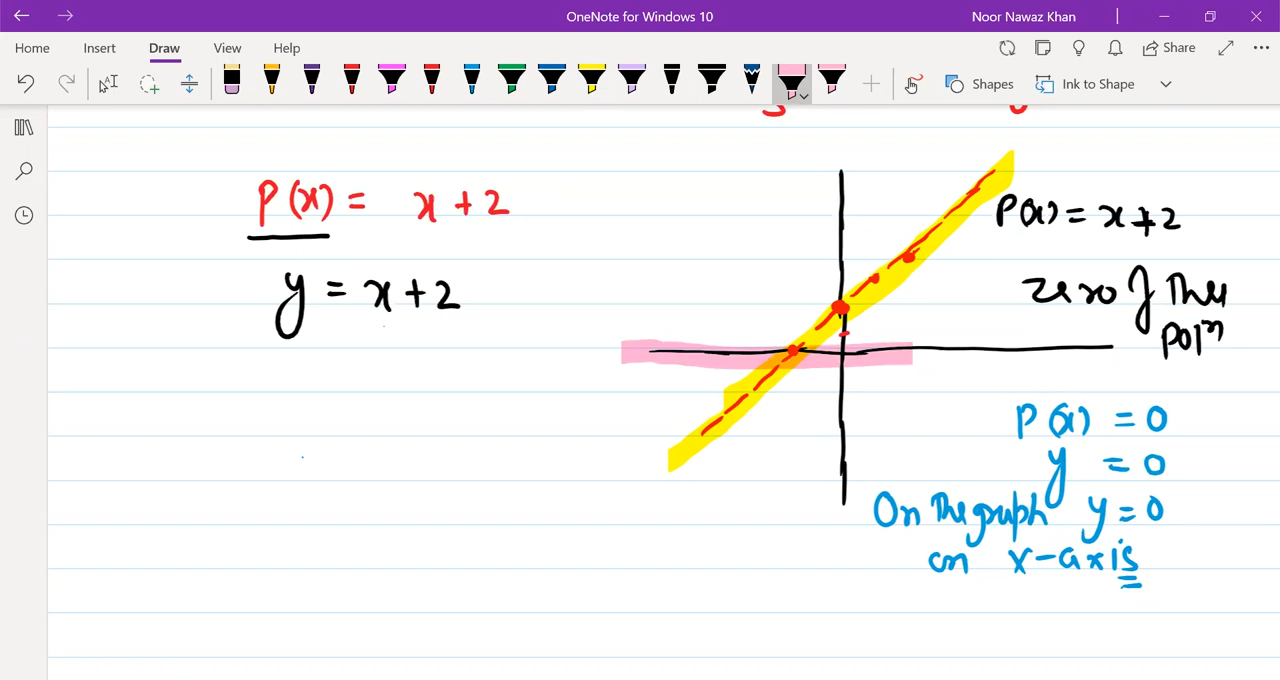 OneNote for Windows 10
Noor Nawaz Khan
Home Insert Draw View Help
Share
Shapes
Ink to Shape
P(x) = x+2
y = x+2
P(x) = x+2
zero of the
pol
P(x) = 0
y = 0
On the graph y = 0
on x-axis